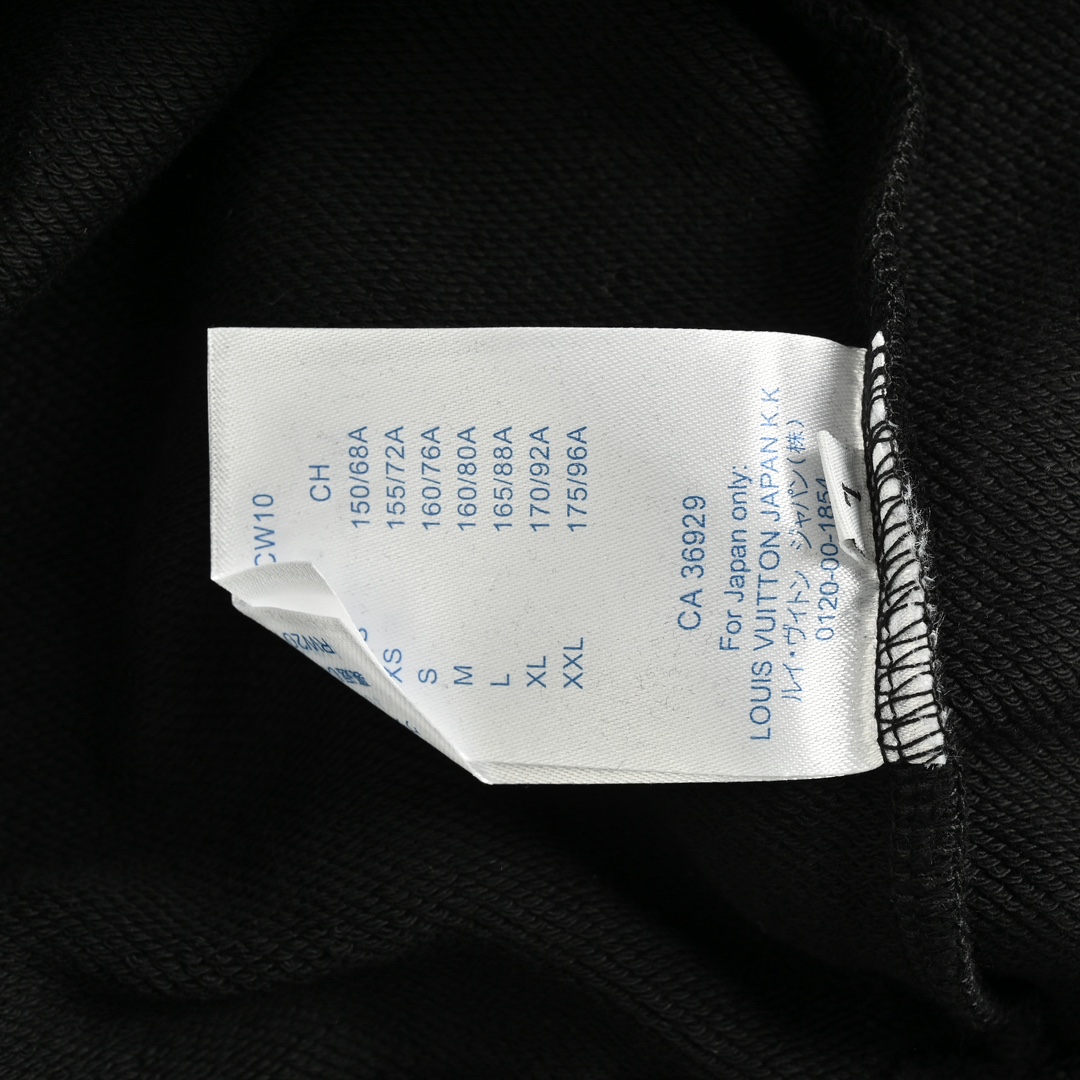 CW10
CH
150/68A
XS 155/72A
S 160/76A
M 160/80A
L 165/88A
XL 170/92A
XXL 175/96A
CA 36929
For Japan only:
LOUIS VUITTON JAPAN K.K
ルイ・ヴィトン ジャパン(株)
0120-00-1854
L
RW20